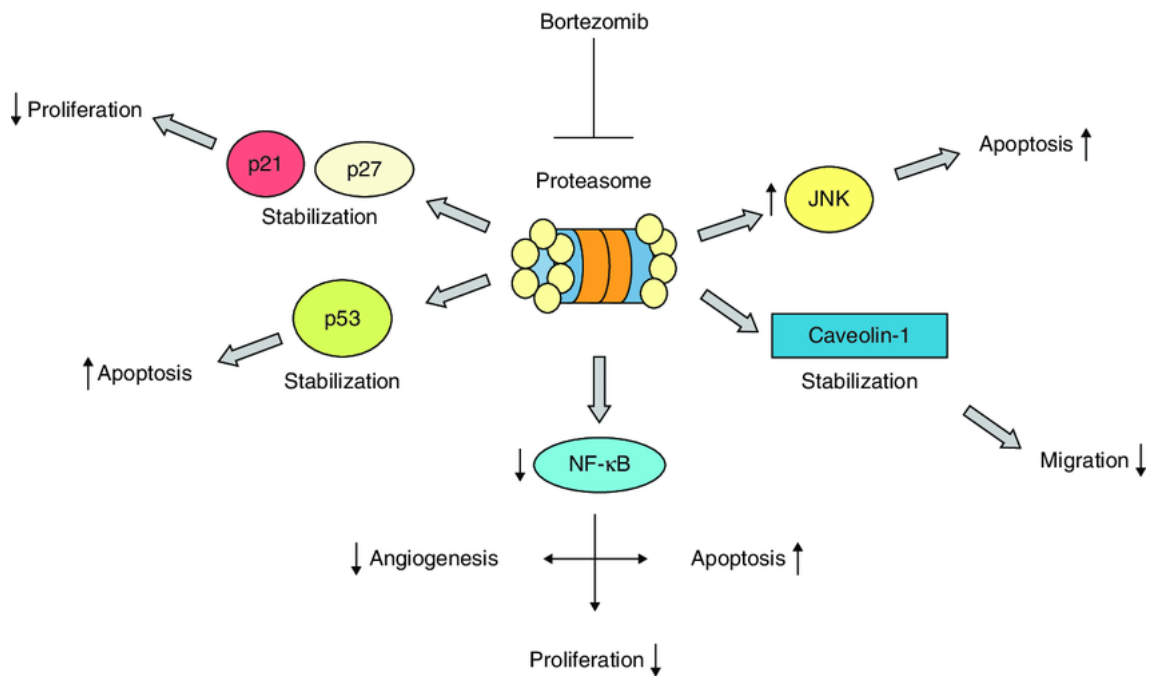 Bortezomib
↓ Proliferation
p21
p27
Stabilization
Proteasome
↑ JNK
Apoptosis ↑
p53
Stabilization
↑ Apoptosis
Caveolin-1
Stabilization
Migration ↓
↓ NF-κB
↓ Angiogenesis
Apoptosis ↑
Proliferation ↓